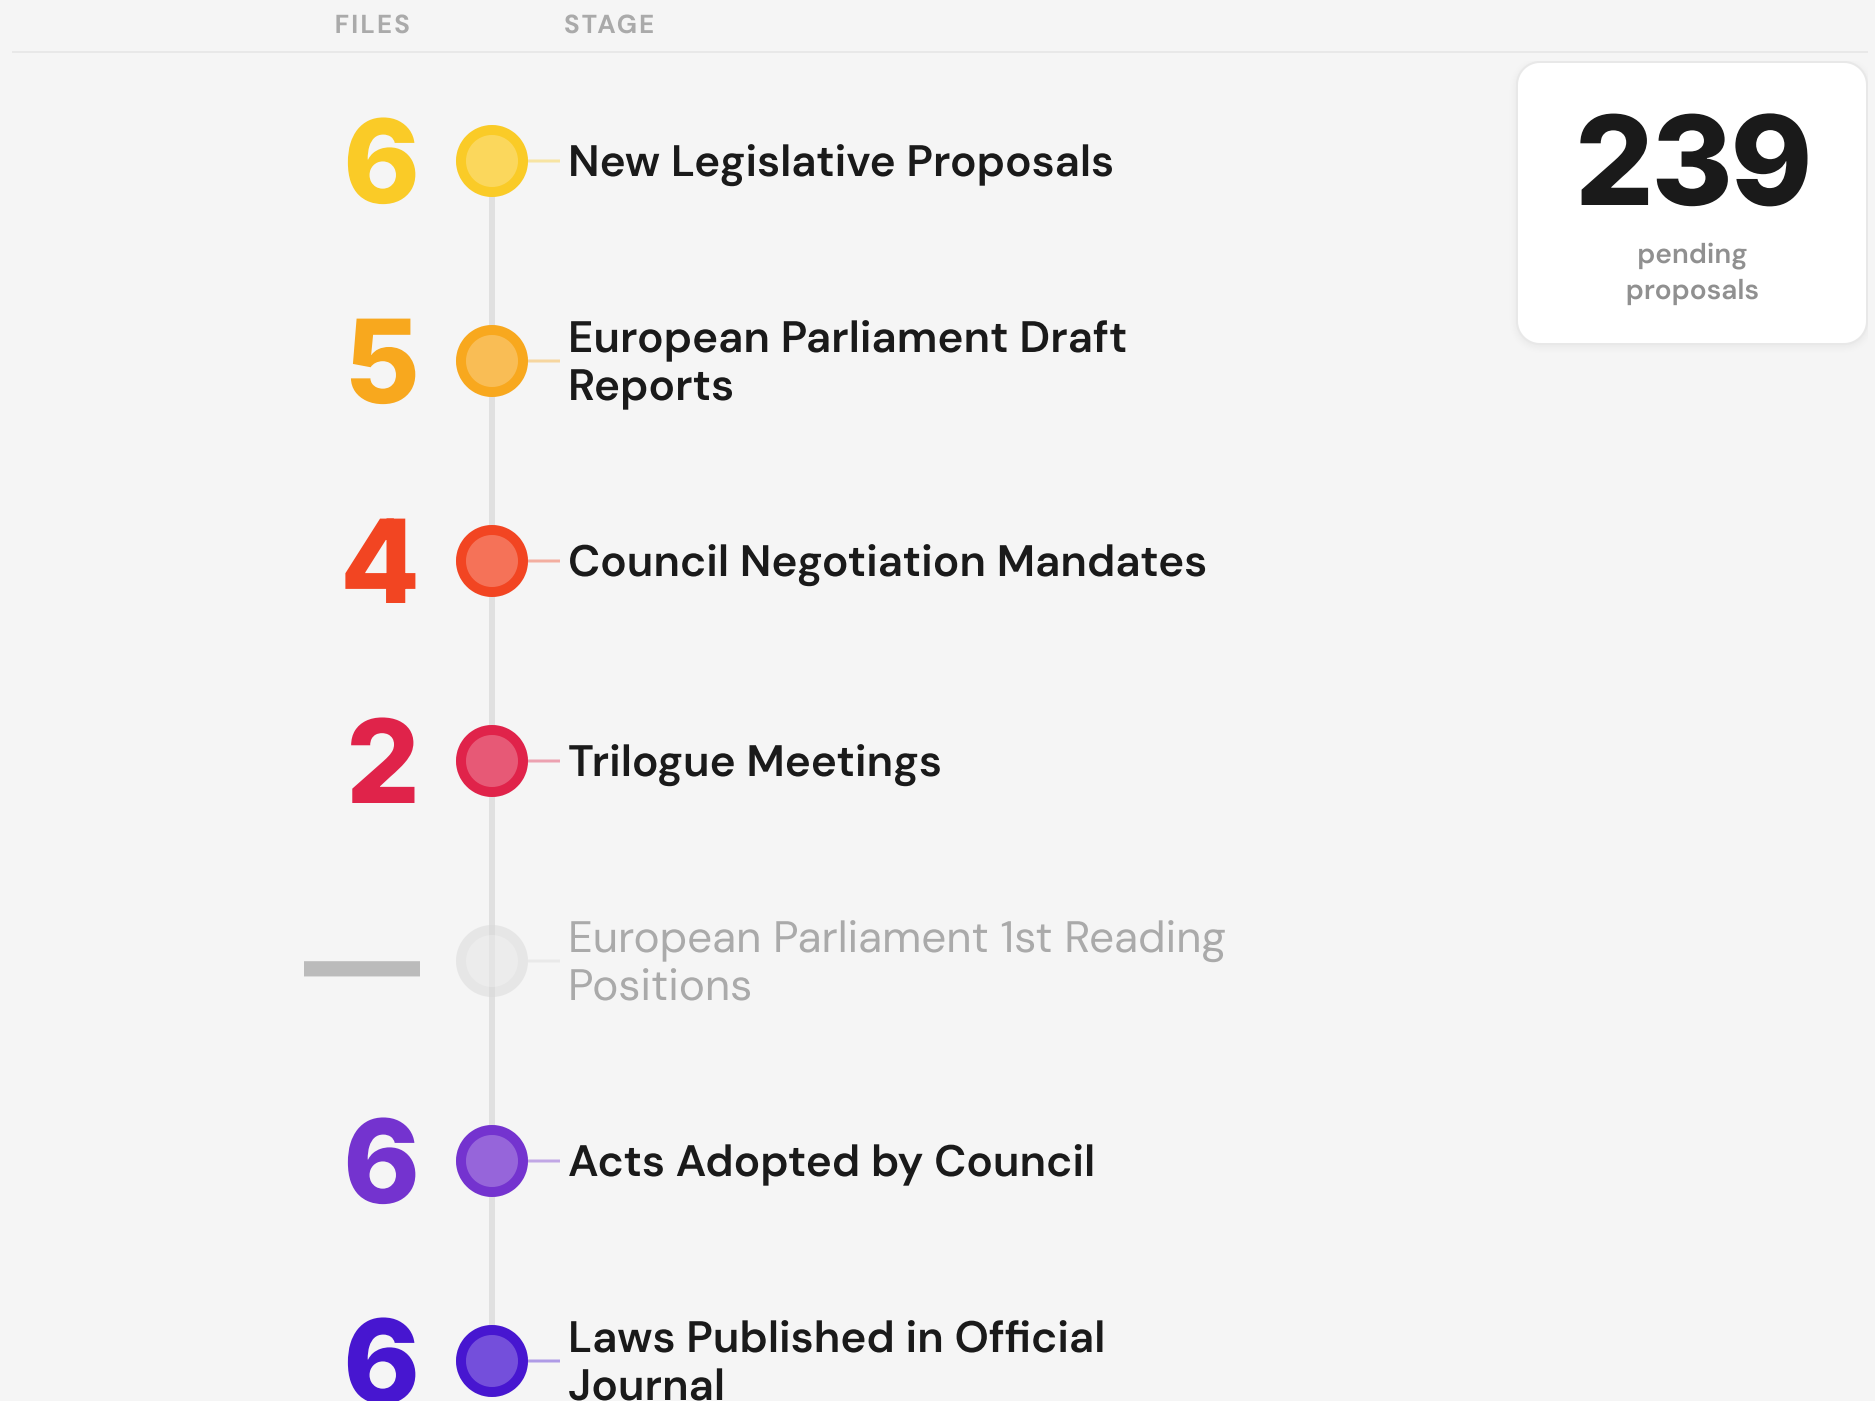 FILES STAGE
239
pending
proposals
6 New Legislative Proposals
5 European Parliament Draft
Reports
4 Council Negotiation Mandates
2 Trilogue Meetings
— European Parliament 1st Reading
Positions
6 Acts Adopted by Council
6 Laws Published in Official
Journal